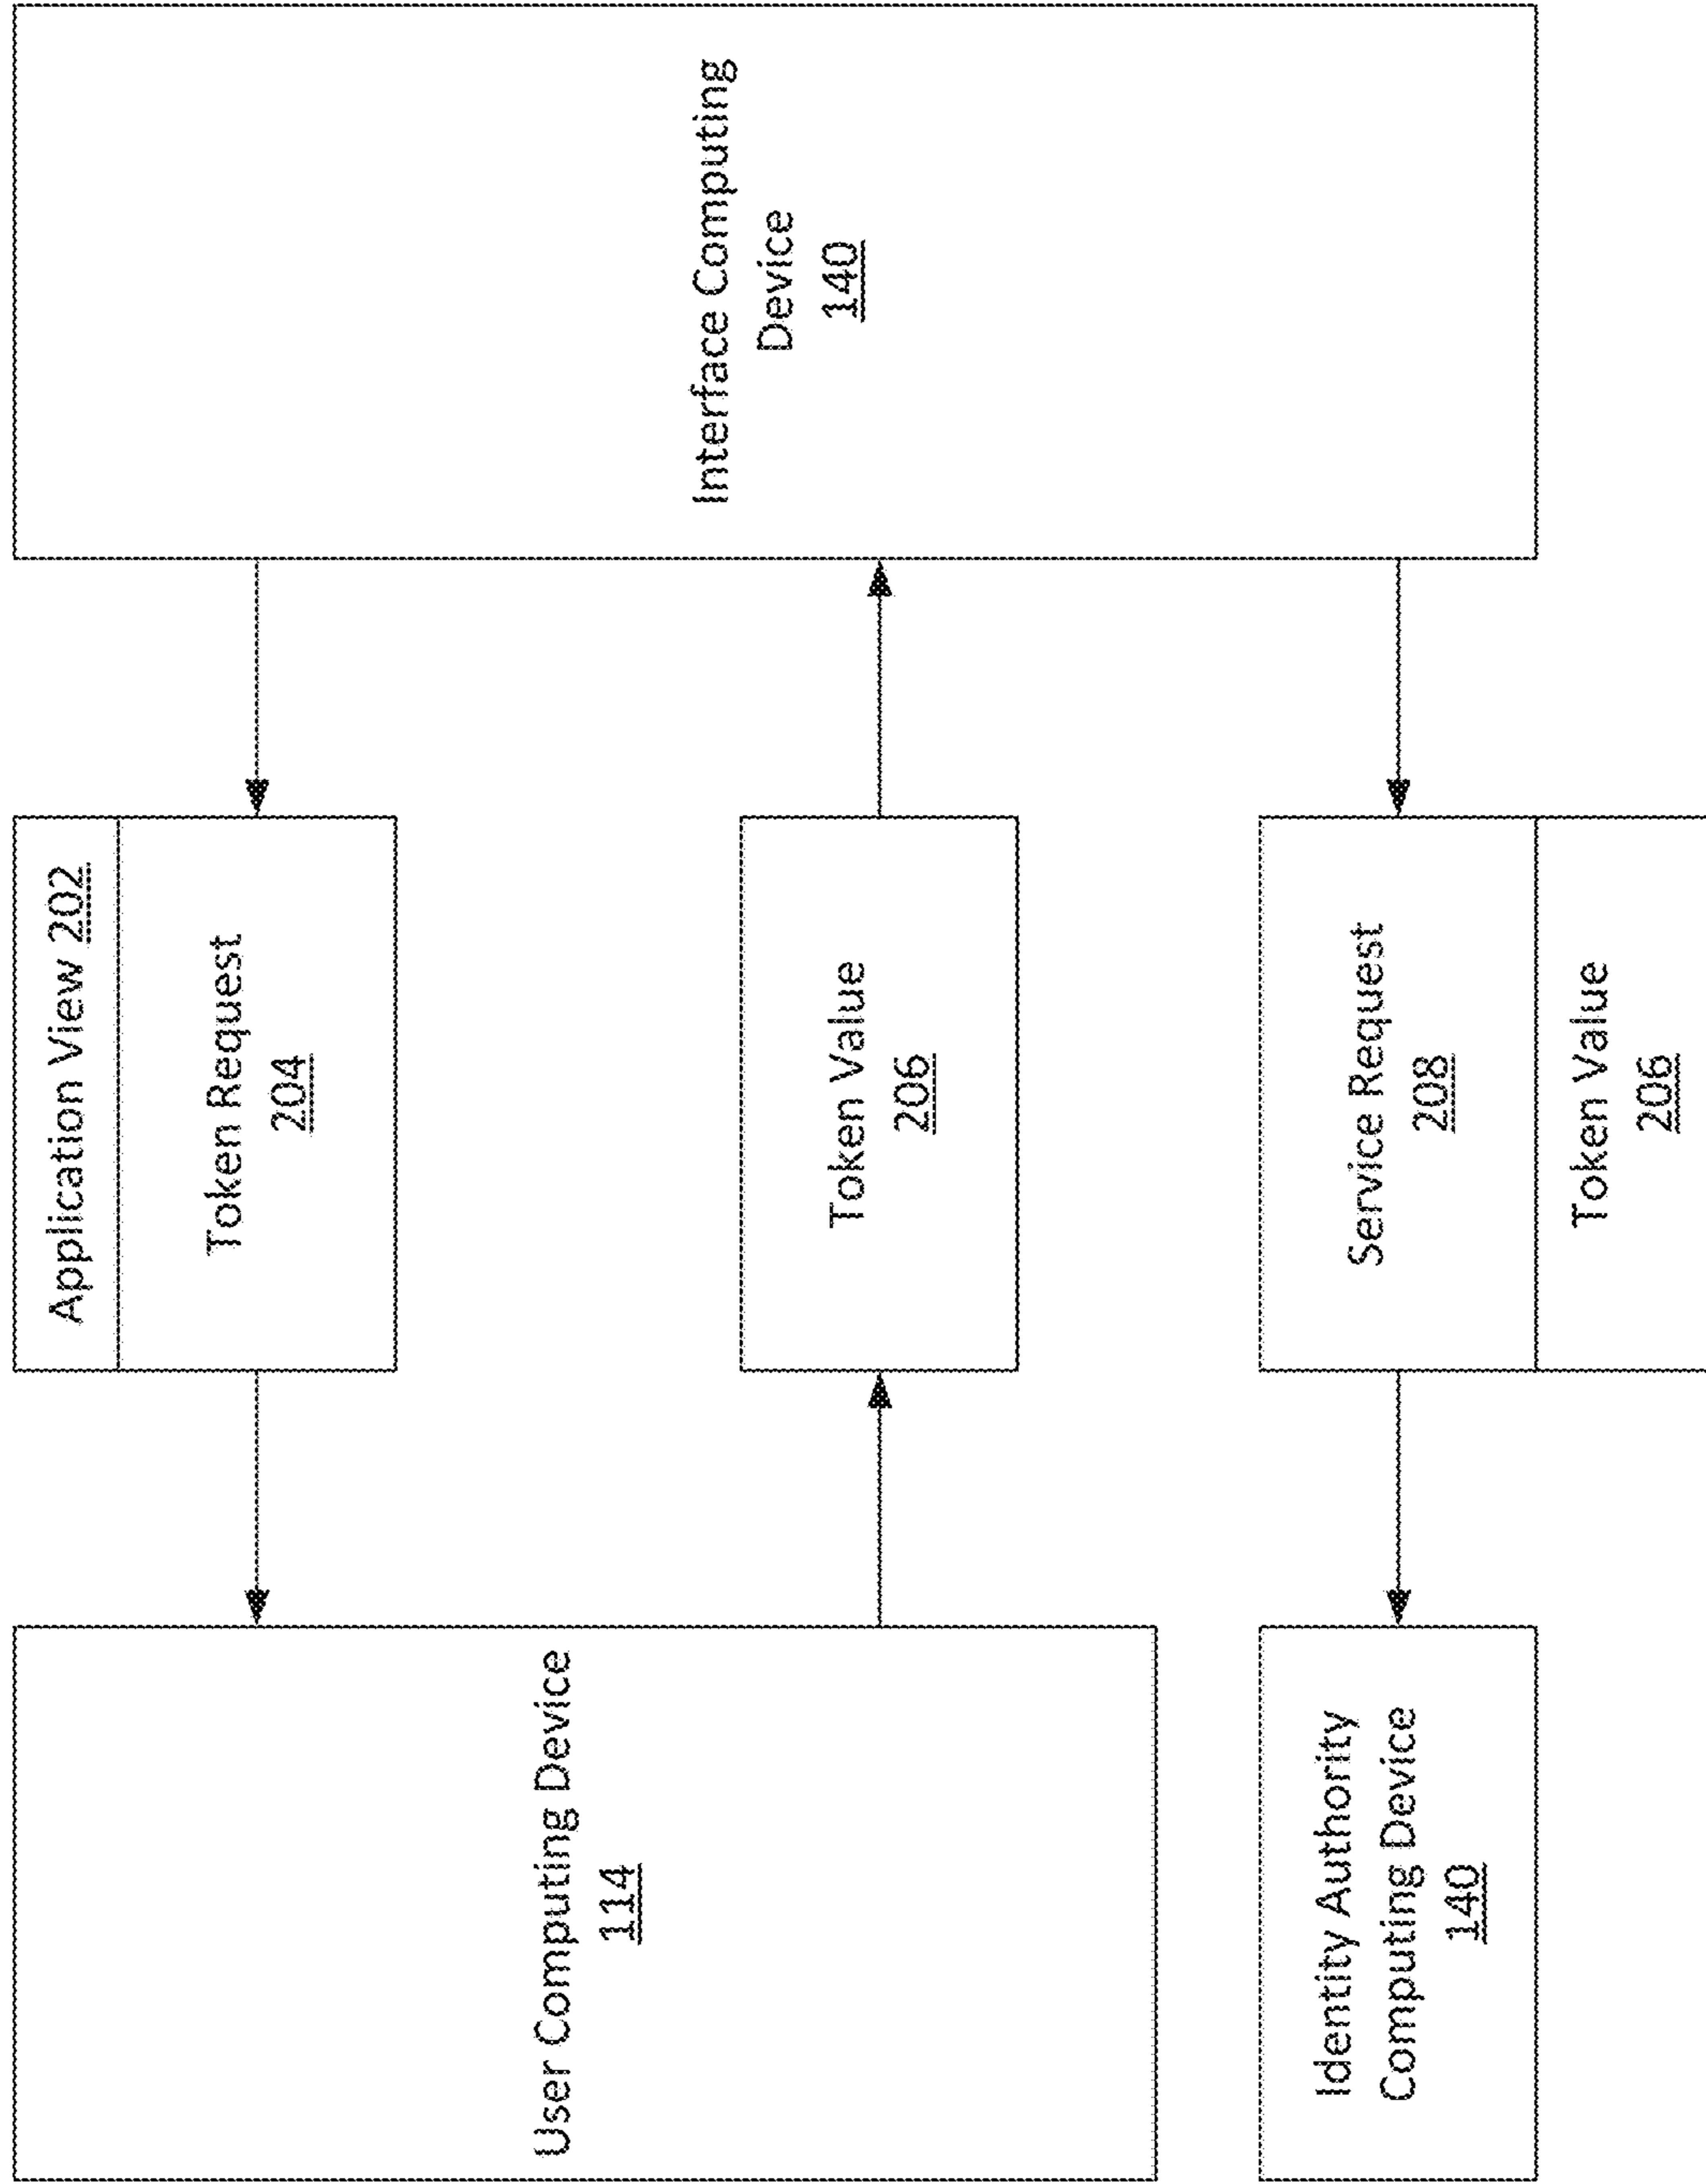 User Computing Device
114
Application View 202
Token Request
204
Interface Computing
Device
140
Token Value
206
Identity Authority
Computing Device
140
Service Request
208
Token Value
206